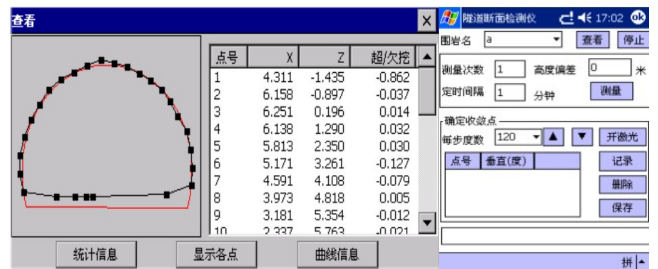 查看
点号 X Z 超/欠挖
1 4.311 -1.435 -0.862
2 6.158 -0.897 -0.037
3 6.251 0.196 0.014
4 6.138 1.290 0.032
5 5.813 2.350 0.030
6 5.171 3.261 -0.127
7 4.591 4.108 -0.079
8 3.973 4.818 0.005
9 3.181 5.354 -0.012
10 2.337 5.763 -0.021
统计信息 显示各点 曲线信息
隧道断面检测仪 17:02 ok
围岩名 a 查看 停止
测量次数 1 高度偏差 0 米
定时间隔 1 分钟 测量
确定收敛点
每步度数 120 开激光
点号 垂直(度) 记录
删除
保存
拼